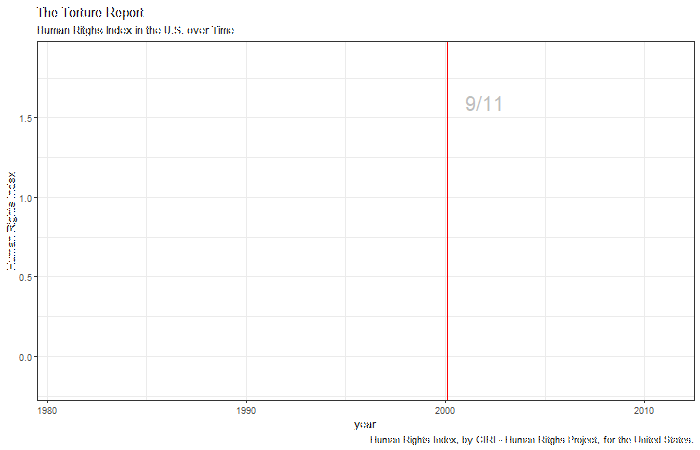 The Torture Report
Human Ritghs Index in the U.S. over Time
Human Rights Index
1.5
1.0
0.5
0.0
9/11
1980
1990
2000
2010
year
Human Rights Index, by CIRI - Human Ritghs Project, for the United States.